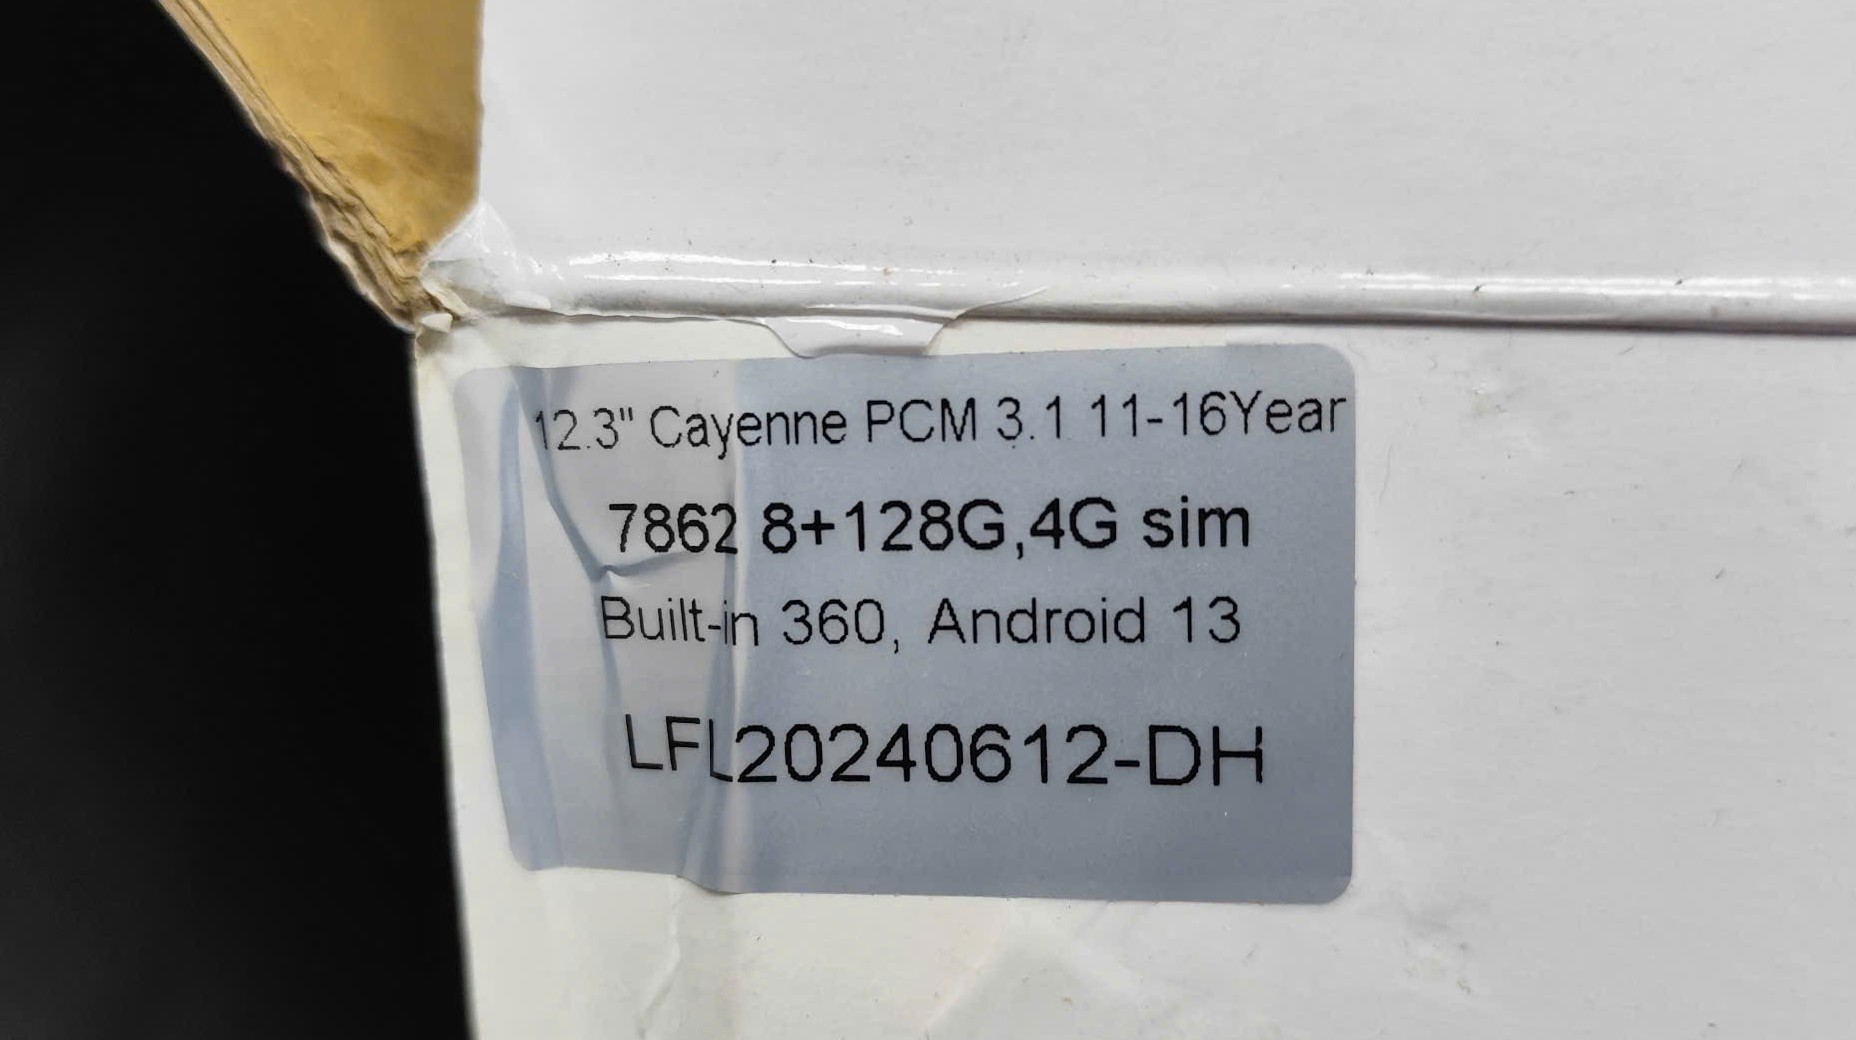 12.3" Cayenne PCM 3.1 11-16Year
7862 8+128G,4G sim
Built-in 360, Android 13
LFL20240612-DH